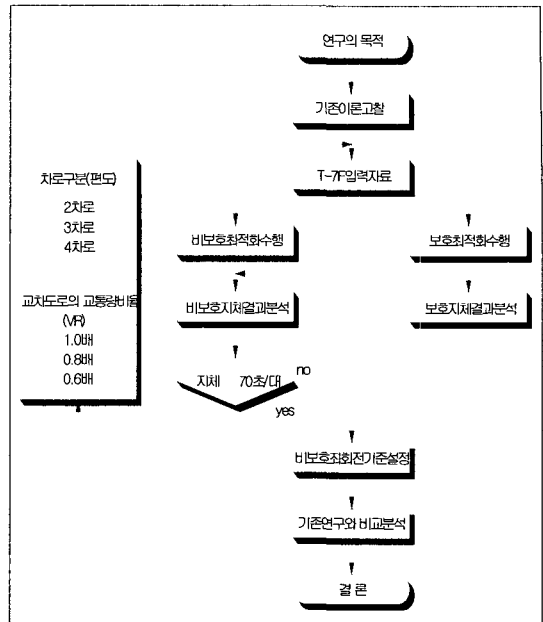 연구의 목적
기존이론고찰
T-7F입력자료
차로구분(편도)
2차로
3차로
4차로
교차도로의 교통량비율
(VR)
1.0배
0.8배
0.6배
비보호최적화수행
보호최적화수행
비보호지체결과분석
보호지체결과분석
지체 70초/대
no
yes
비보호좌회전기준설정
기존연구와 비교분석
결 론